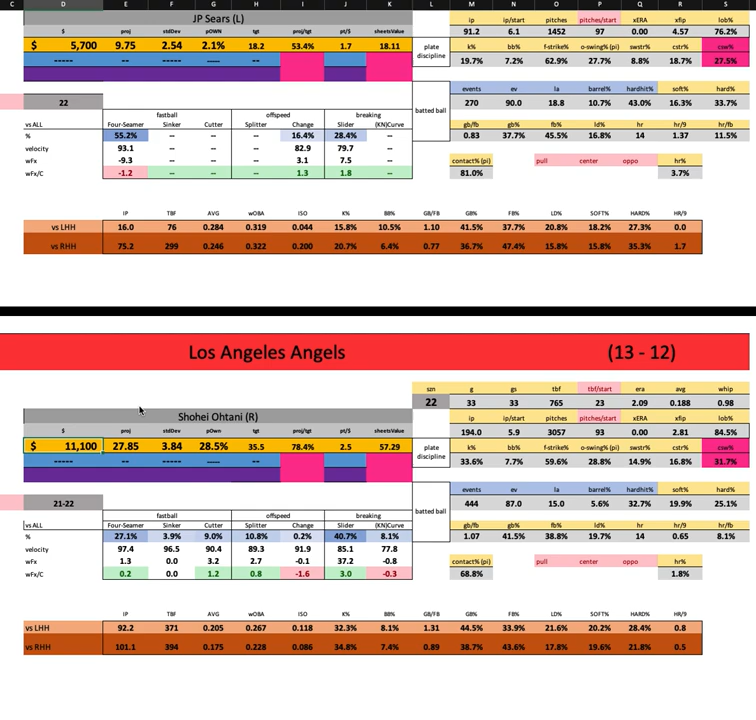 C D E F G H I J K L M N O P Q R S
JP Sears (L) ip ip/start pitches pitches/start xERA xfip lob%
$ proj stdDev pOWN tgt proj/tgt pt/$ sheetsValue 91.2 6.1 1452 97 0.00 4.57 76.2%
$ 5,700 9.75 2.54 2.1% 18.2 53.4% 1.7 18.11 plate discipline k% bb% f-strike% o-swing% (pi) swstr% cstr% csw%
----- -- --- -- -- 19.7% 7.2% 62.9% 27.7% 8.8% 18.7% 27.5%
events ev la barrel% hardhit% soft% hard%
22 batted ball 270 90.0 18.8 10.7% 43.0% 16.3% 33.7%
fastball offspeed breaking
vs ALL Four-Seamer Sinker Cutter Splitter Change Slider (KN)Curve gb/fb gb% fb% ld% hr hr/9 hr/fb
% 55.2% -- -- -- 16.4% 28.4% -- 0.83 37.7% 45.5% 16.8% 14 1.37 11.5%
velocity 93.1 82.9 79.7
wFx -9.3 3.1 7.5 contact% (pi) pull center oppo hr%
wFx/C -1.2 -- -- -- 1.3 1.8 -- 81.0% 3.7%
IP TBF AVG wOBA ISO K% BB% GB/FB GB% FB% LD% SOFT% HARD% HR/9
vs LHH 16.0 76 0.284 0.319 0.044 15.8% 10.5% 1.10 41.5% 37.7% 20.8% 18.2% 27.3% 0.0
vs RHH 75.2 299 0.246 0.322 0.200 20.7% 6.4% 0.77 36.7% 47.4% 15.8% 15.8% 35.3% 1.7
Los Angeles Angels (13 - 12)
szn g gs tbf tbf/start era avg whip
22 33 33 765 23 2.09 0.188 0.98
Shohei Ohtani (R) ip ip/start pitches pitches/start xERA xfip lob%
$ proj stdDev pOwn tgt proj/tgt pt/$ sheetsValue 194.0 5.9 3057 93 0.00 2.81 84.5%
$ 11,100 27.85 3.84 28.5% 35.5 78.4% 2.5 57.29 plate discipline k% bb% f-strike% o-swing% (pi) swstr% cstr% csw%
----- -- --- ___ -- 33.6% 7.7% 59.6% 28.8% 14.9% 16.8% 31.7%
events ev la barrel% hardhit% soft% hard%
21-22 batted ball 444 87.0 15.0 5.6% 32.7% 19.9% 25.1%
fastball offspeed breaking
vs ALL Four-Seamer Sinker Cutter Splitter Change Slider (KN)Curve gb/fb gb% fb% ld% hr hr/9 hr/fb
% 27.1% 3.9% 9.0% 10.8% 0.2% 40.7% 8.1% 1.07 41.5% 38.8% 19.7% 14 0.65 8.1%
velocity 97.4 96.5 90.4 89.3 91.9 85.1 77.8
wFx 1.3 0.0 3.2 2.7 -0.1 37.2 -0.8 contact% (pi) pull center oppo hr%
wFx/C 0.2 0.0 1.2 0.8 -1.6 3.0 -0.3 68.8% 1.8%
IP TBF AVG wOBA ISO K% BB% GB/FB GB% FB% LD% SOFT% HARD% HR/9
vs LHH 92.2 371 0.205 0.267 0.118 32.3% 8.1% 1.31 44.5% 33.9% 21.6% 20.2% 28.4% 0.8
vs RHH 101.1 394 0.175 0.228 0.086 34.8% 7.4% 0.89 38.7% 43.6% 17.8% 19.6% 21.8% 0.5